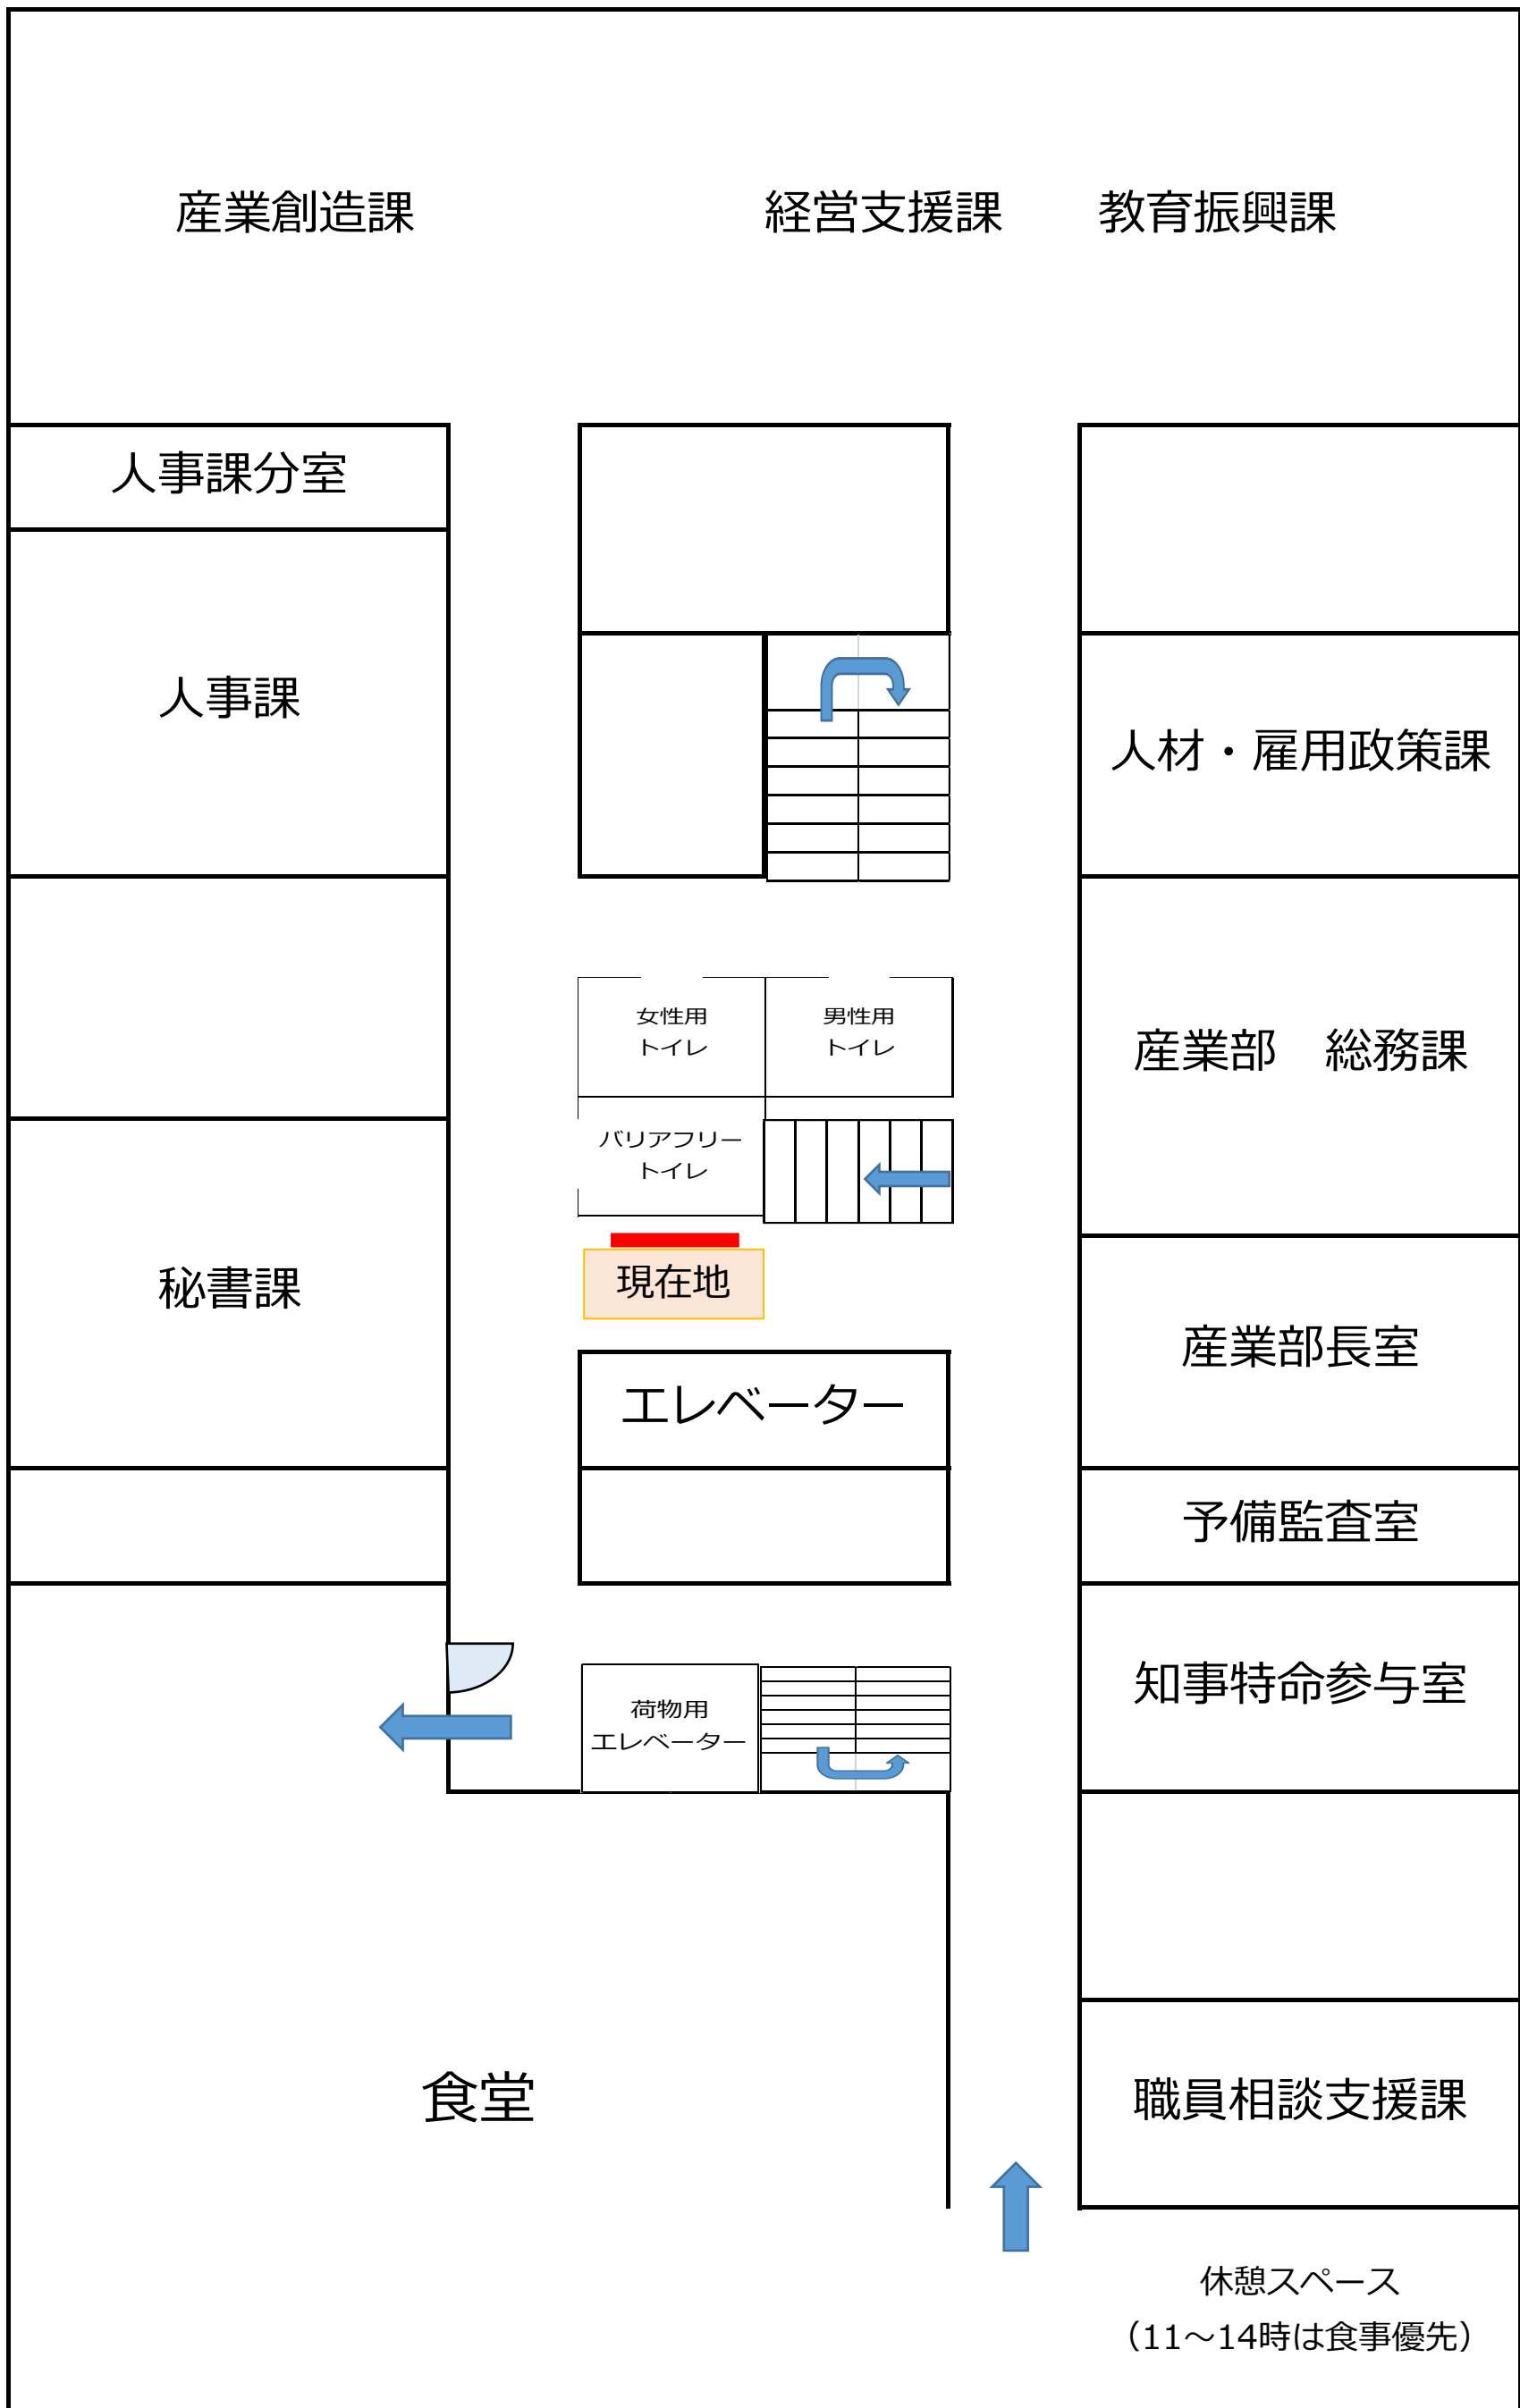 産業創造課
経営支援課　教育振興課
人事課分室
人事課
人材・雇用政策課
女性用
トイレ
男性用
トイレ
産業部　総務課
バリアフリー
トイレ
現在地
秘書課
産業部長室
エレベーター
予備監査室
知事特命参与室
荷物用
エレベーター
食堂
職員相談支援課
休憩スペース
（11～14時は食事優先）